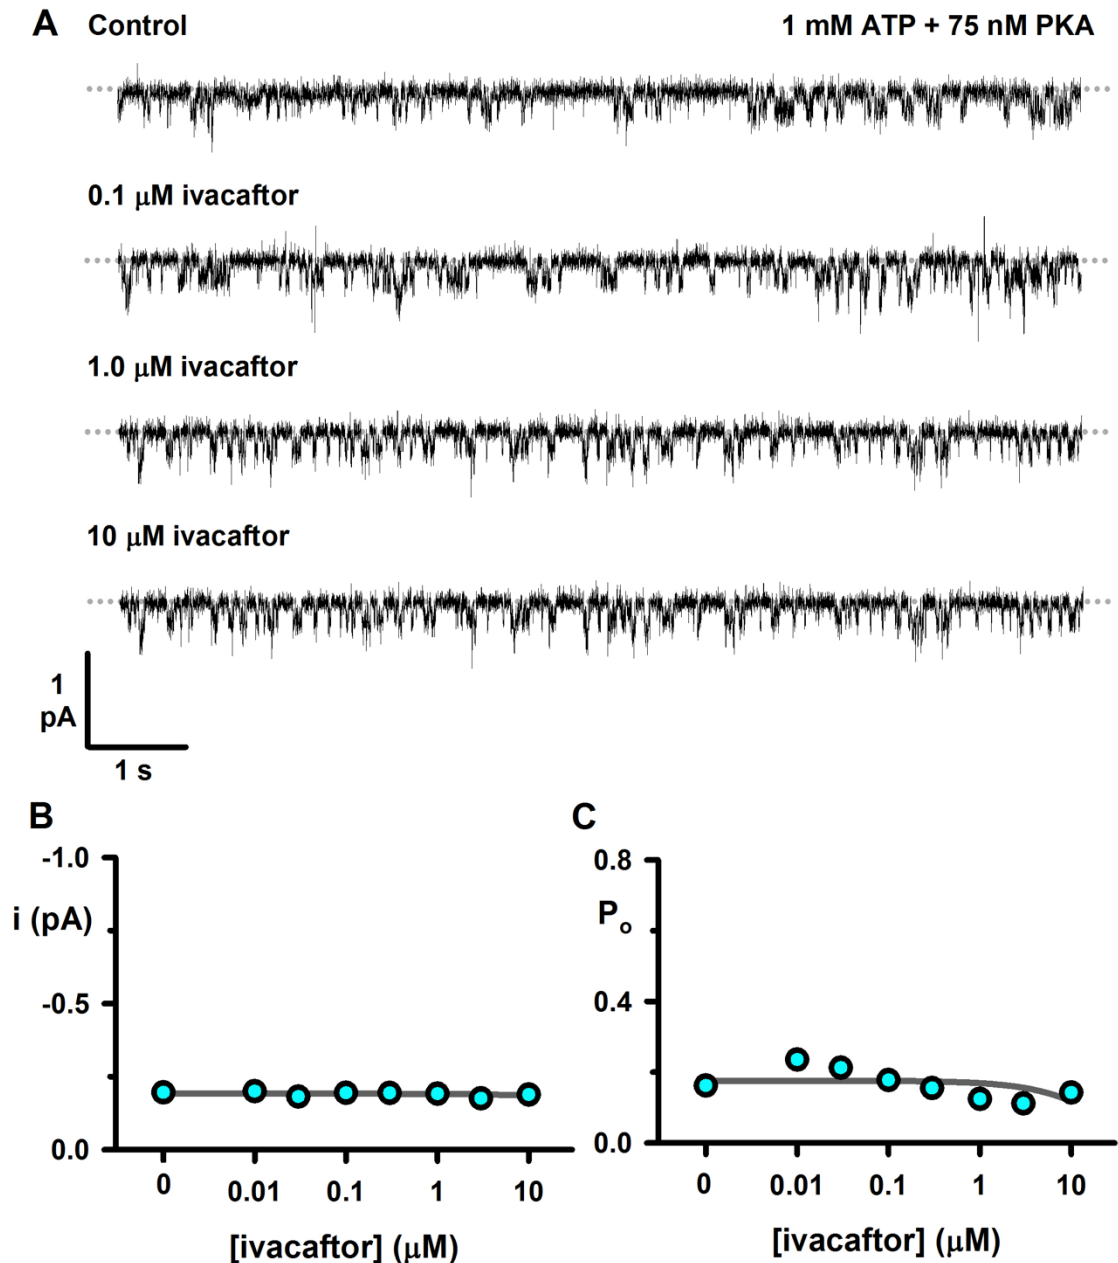 A Control 1 mM ATP + 75 nM PKA
0.1 μM ivacaftor
1.0 μM ivacaftor
10 μM ivacaftor
1
pA
1 s
B
-1.0
i (pA)
-0.5
0.0
0 0.01 0.1 1 10
[ivacaftor] (μM)
C
0.8
Po
0.4
0.0
0 0.01 0.1 1 10
[ivacaftor] (μM)